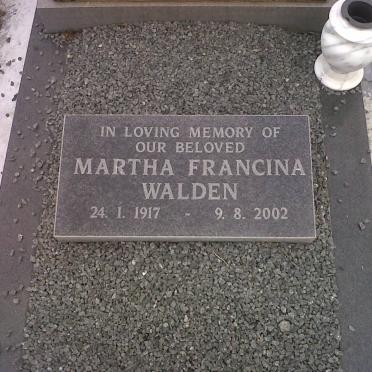 IN LOVING MEMORY OF
OUR BELOVED
MARTHA FRANCINA
WALDEN
24. 1. 1917 - 9. 8. 2002